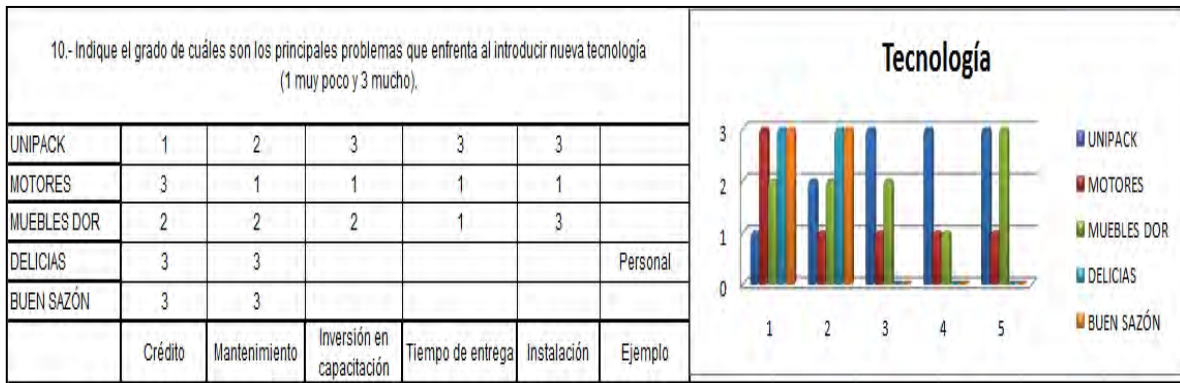 10.- Indique el grado de cuáles son los principales problemas que enfrenta al introducir nueva tecnología
(1 muy poco y 3 mucho).
UNIPACK 1 2 3 3 3
MOTORES 3 1 1 1 1
MUEBLES DOR 2 2 2 1 3
DELICIAS 3 3 Personal
BUEN SAZÓN 3 3
Crédito Mantenimiento Inversión en capacitación Tiempo de entrega Instalación Ejemplo
Tecnología
3
2
1
0
1 2 3 4 5
UNIPACK
MOTORES
MUEBLES DOR
DELICIAS
BUEN SAZÓN